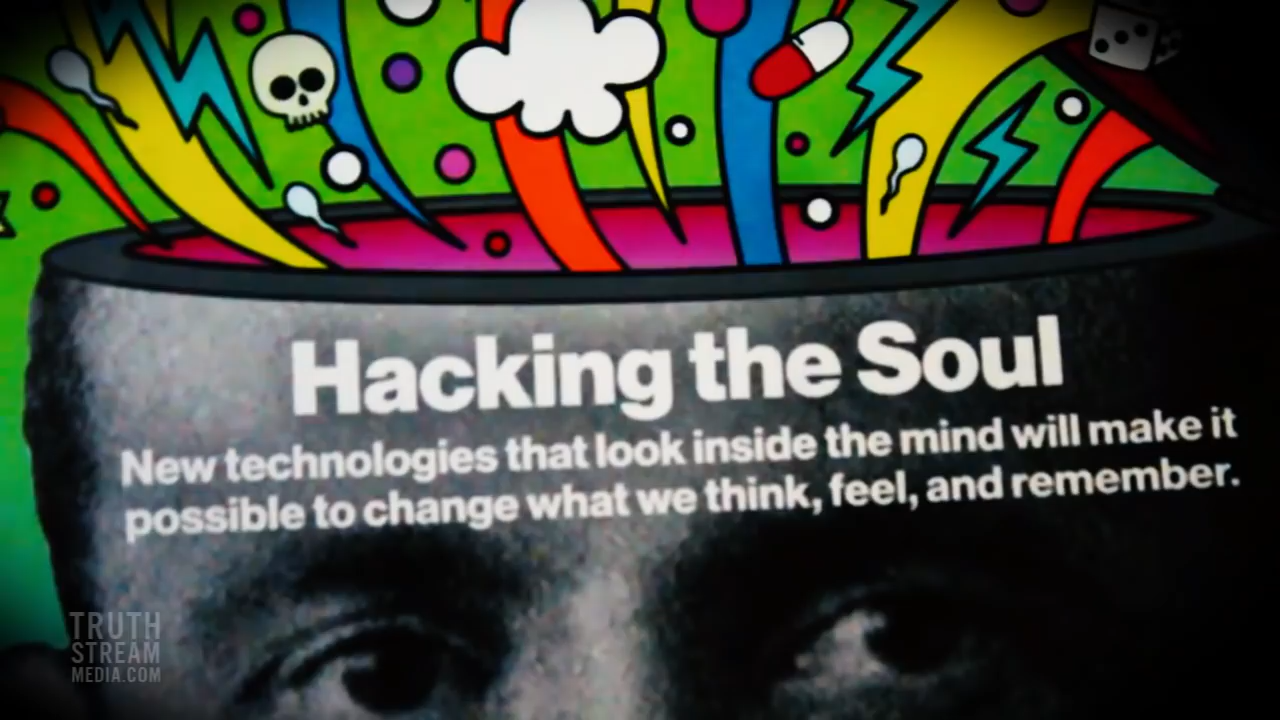 Hacking the Soul
New technologies that look inside the mind will make it
possible to change what we think, feel, and remember.
TRUTH
STREAM
MEDIA.COM